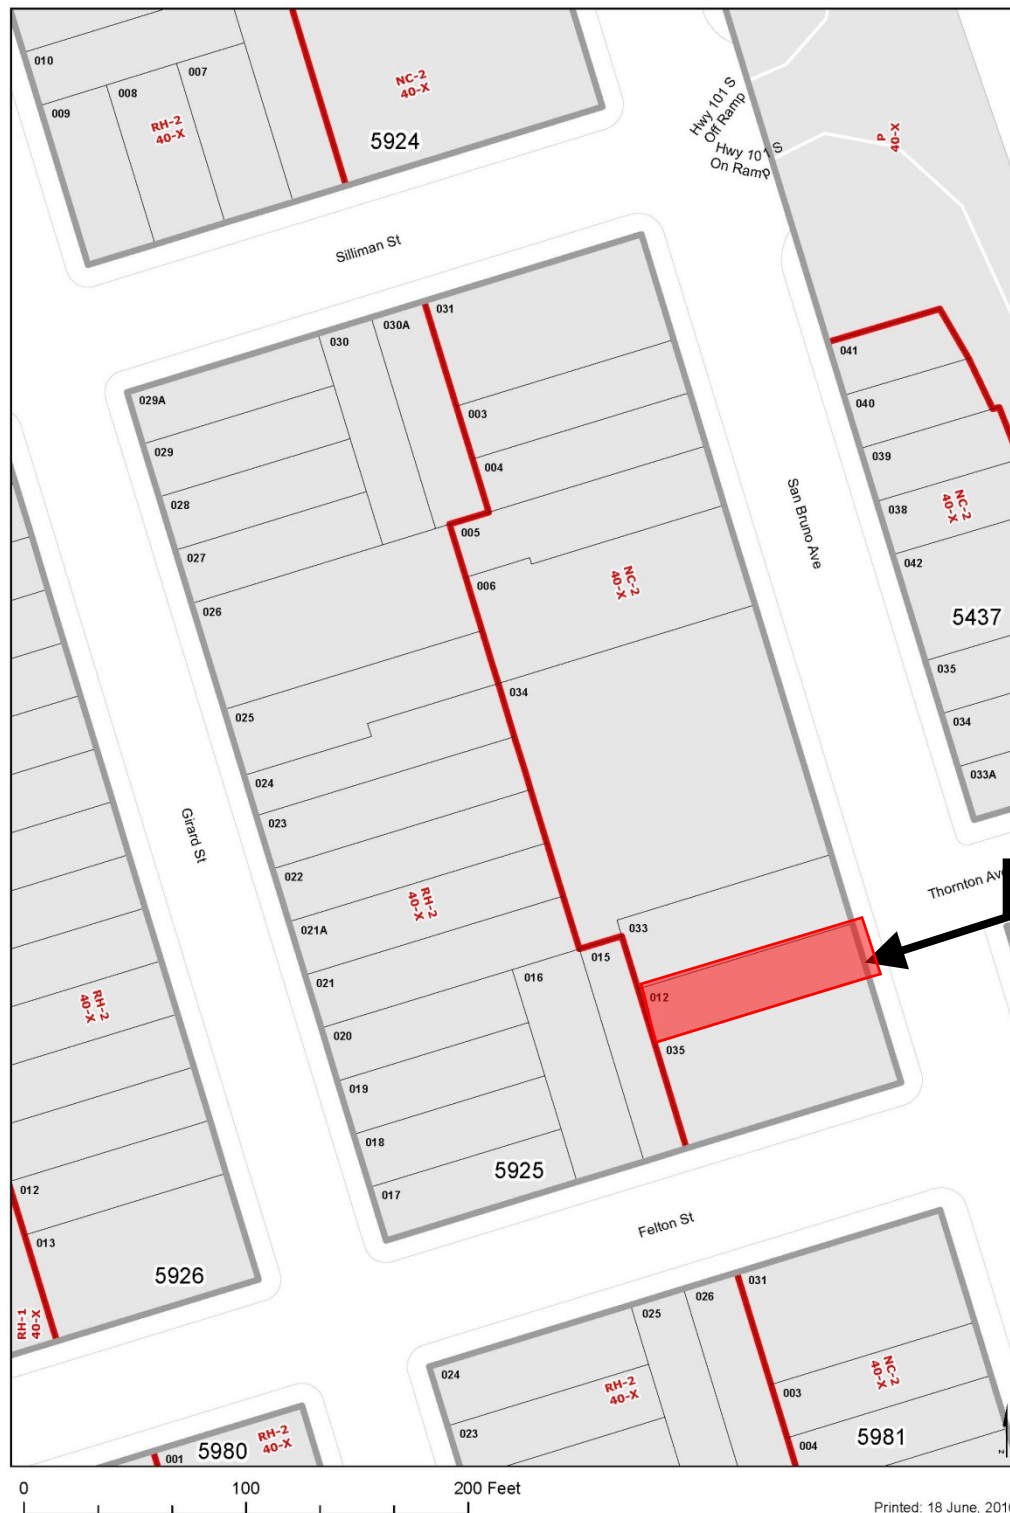 010
009
008
007
RH-2
40-X
NC-2
40-X
5924
Hwy 101 S
Off Ramp
Hwy 101 S
On Ramp
P
40-X
Silliman St
029A
030
030A
031
029
028
027
026
003
004
005
006
NC-2
40-X
San Bruno Ave
041
040
039
038
NC-2
40-X
042
5437
035
034
033A
025
024
023
022
021A
021
020
019
018
017
034
RH-2
40-X
Girard St
Thornton Ave
033
015
016
012
035
5925
RH-2
40-X
012
013
5926
RH-1
40-X
Felton St
024
023
025
026
031
RH-2
40-X
NC-2
40-X
003
004
5981
001
5980
RH-2
40-X
0
100
200 Feet
Printed: 18 June, 2016